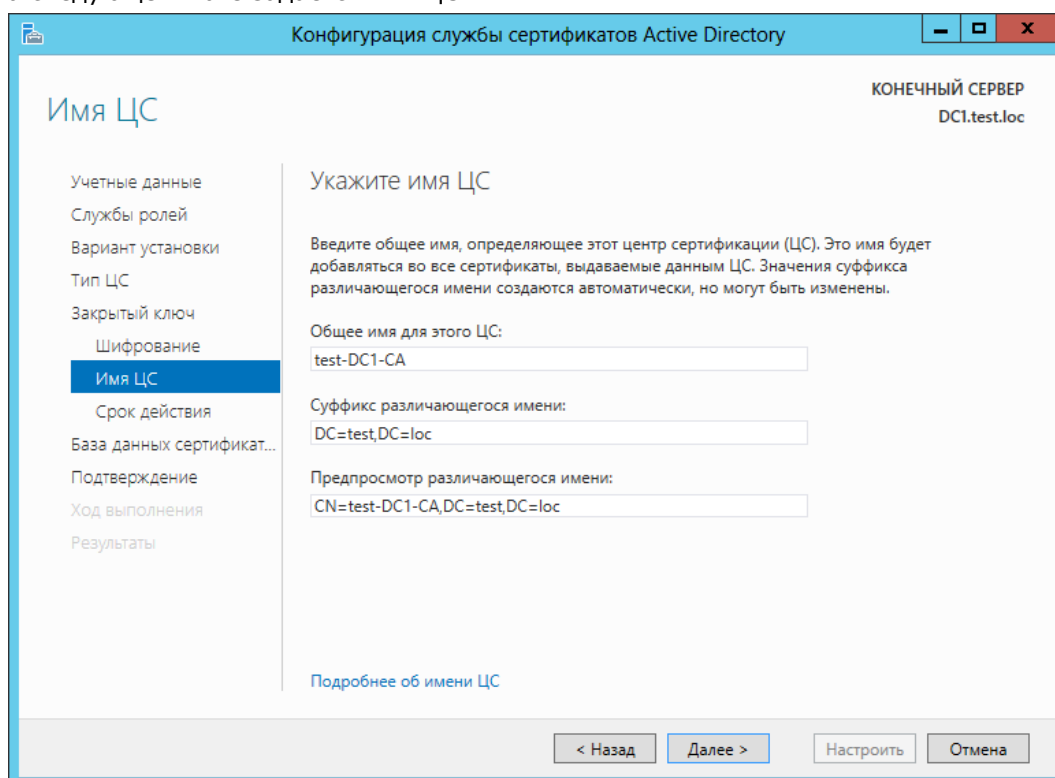 Конфигурация службы сертификатов Active Directory
Имя ЦС
КОНЕЧНЫЙ СЕРВЕР
DC1.test.loc
Учетные данные
Службы ролей
Вариант установки
Тип ЦС
Закрытый ключ
Шифрование
Имя ЦС
Срок действия
База данных сертификат...
Подтверждение
Ход выполнения
Результаты
Укажите имя ЦС
Введите общее имя, определяющее этот центр сертификации (ЦС). Это имя будет
добавляться во все сертификаты, выдаваемые данным ЦС. Значения суффикса
различающегося имени создаются автоматически, но могут быть изменены.
Общее имя для этого ЦС:
test-DC1-CA
Суффикс различающегося имени:
DC=test,DC=loc
Предпросмотр различающегося имени:
CN=test-DC1-CA,DC=test,DC=loc
Подробнее об имени ЦС
< Назад
Далее >
Настроить
Отмена